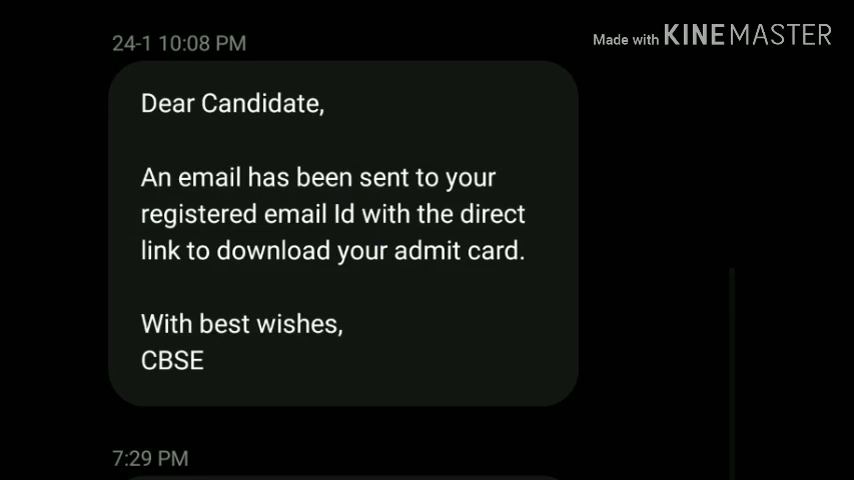 24-1 10:08 PM
Made with KINEMASTER
Dear Candidate,
An email has been sent to your
registered email Id with the direct
link to download your admit card.
With best wishes,
CBSE
7:29 PM